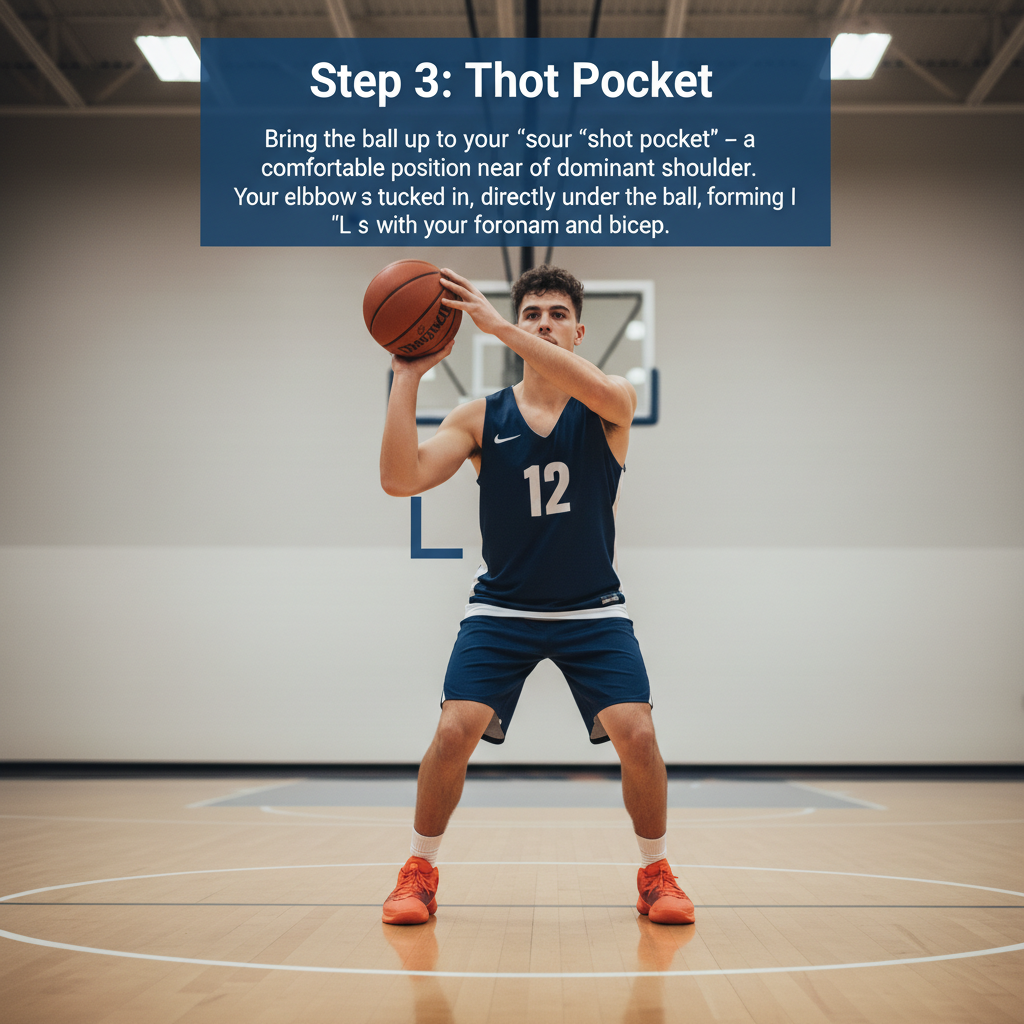 Step 3: Thot Pocket
Bring the ball up to your “sour “shot pocket” – a
comfortable position near of dominant shoulder.
Your elbbow s tucked in, directly under the ball, forming I
"L s with your foronam and bicep.
12
L